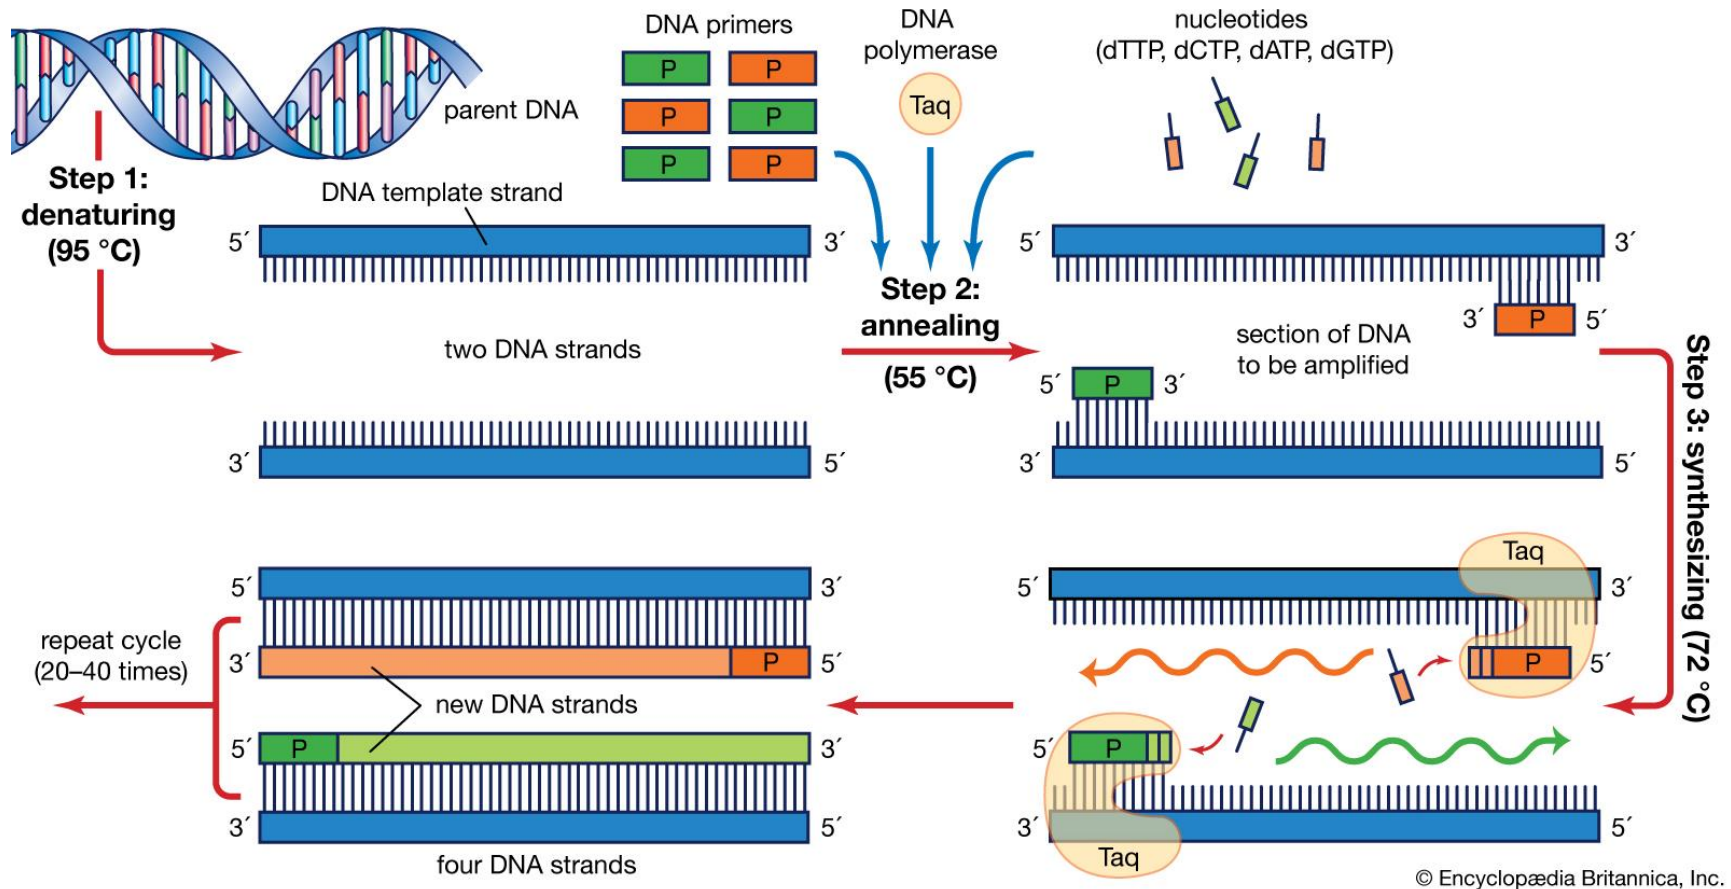 parent DNA
DNA primers
P
P
P
P
P
P
DNA
polymerase
Taq
nucleotides
(dTTP, dCTP, dATP, dGTP)
Step 1:
denaturing
(95 °C)
DNA template strand
5´
3´
two DNA strands
3´
5´
Step 2:
annealing
(55 °C)
5´
3´
3´
P
5´
section of DNA
to be amplified
5´
P
3´
3´
5´
Step 3: synthesizing (72 °C)
Taq
5´
3´
P
5´
5´
P
3´
5´
Taq
5´
3´
3´
P
5´
new DNA strands
5´
P
3´
3´
5´
four DNA strands
repeat cycle
(20–40 times)
© Encyclopædia Britannica, Inc.